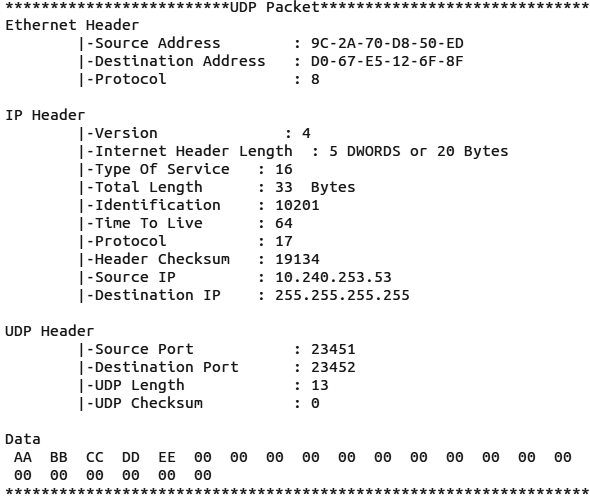 *************************UDP Packet******************************
Ethernet Header
        |-Source Address        : 9C-2A-70-D8-50-ED
        |-Destination Address   : D0-67-E5-12-6F-8F
        |-Protocol              : 8

IP Header
        |-Version              : 4
        |-Internet Header Length  : 5 DWORDS or 20 Bytes
        |-Type Of Service   : 16
        |-Total Length      : 33  Bytes
        |-Identification    : 10201
        |-Time To Live      : 64
        |-Protocol          : 17
        |-Header Checksum   : 19134
        |-Source IP         : 10.240.253.53
        |-Destination IP    : 255.255.255.255

UDP Header
        |-Source Port           : 23451
        |-Destination Port      : 23452
        |-UDP Length            : 13
        |-UDP Checksum          : 0

Data
 AA  BB  CC  DD  EE  00  00  00  00  00  00  00  00  00  00  00
 00  00  00  00  00  00
*****************************************************************